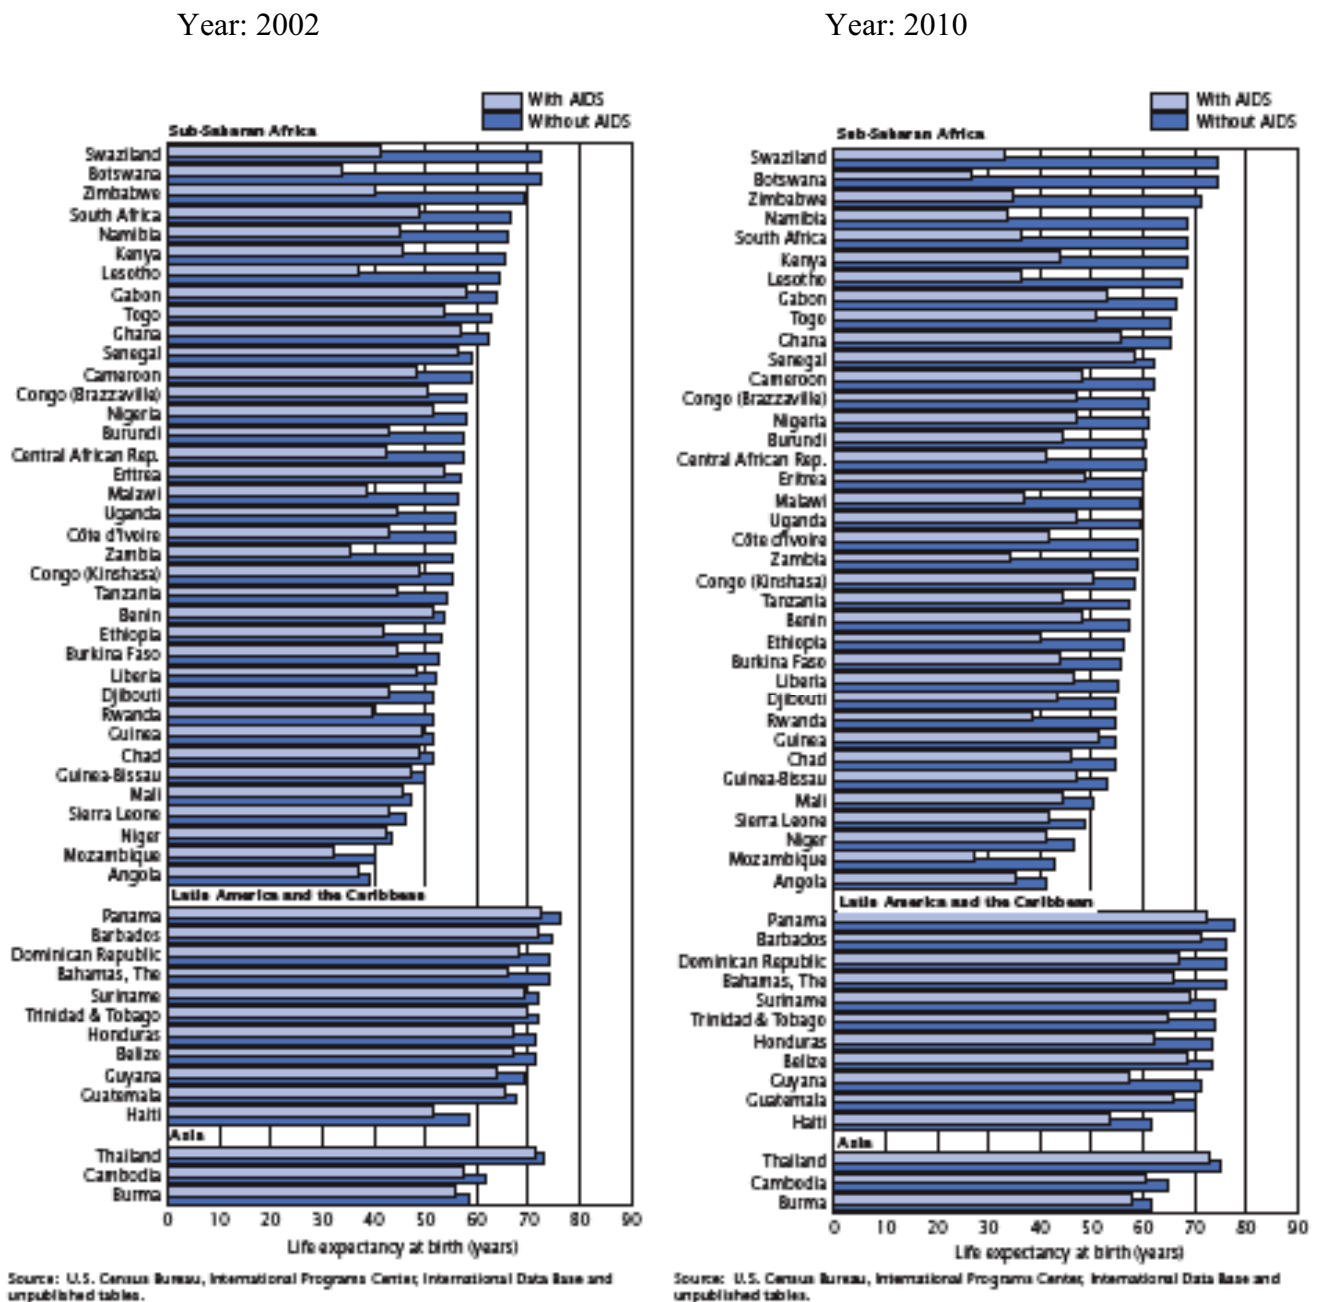 Year: 2002
With AIDS
Without AIDS
Sub-Saharan Africa
Swaziland
Botswana
Zimbabwe
South Africa
Namibia
Kenya
Lesotho
Gabon
Togo
Ghana
Senegal
Cameroon
Congo (Brazzaville)
Nigeria
Burundi
Central African Rep.
Eritrea
Malawi
Uganda
Côte d'Ivoire
Zambia
Congo (Kinshasa)
Tanzania
Benin
Ethiopia
Burkina Faso
Liberia
Djibouti
Rwanda
Guinea
Chad
Guinea-Bissau
Mali
Sierra Leone
Niger
Mozambique
Angola
Latin America and the Caribbean
Panama
Barbados
Dominican Republic
Bahamas, The
Suriname
Trinidad & Tobago
Honduras
Belize
Guyana
Guatemala
Haiti
Asia
Thailand
Cambodia
Burma
0 10 20 30 40 50 60 70 80 90
Life expectancy at birth (years)
Source: U.S. Census Bureau, International Programs Center, International Data Base and
unpublished tables.
Year: 2010
With AIDS
Without AIDS
Sub-Saharan Africa
Swaziland
Botswana
Zimbabwe
Namibia
South Africa
Kenya
Lesotho
Gabon
Togo
Ghana
Senegal
Cameroon
Congo (Brazzaville)
Nigeria
Burundi
Central African Rep.
Eritrea
Malawi
Uganda
Côte d'Ivoire
Zambia
Congo (Kinshasa)
Tanzania
Benin
Ethiopia
Burkina Faso
Liberia
Djibouti
Rwanda
Guinea
Chad
Guinea-Bissau
Mali
Sierra Leone
Niger
Mozambique
Angola
Latin America and the Caribbean
Panama
Barbados
Dominican Republic
Bahamas, The
Suriname
Trinidad & Tobago
Honduras
Belize
Guyana
Guatemala
Haiti
Asia
Thailand
Cambodia
Burma
0 10 20 30 40 50 60 70 80 90
Life expectancy at birth (years)
Source: U.S. Census Bureau, International Programs Center, International Data Base and
unpublished tables.